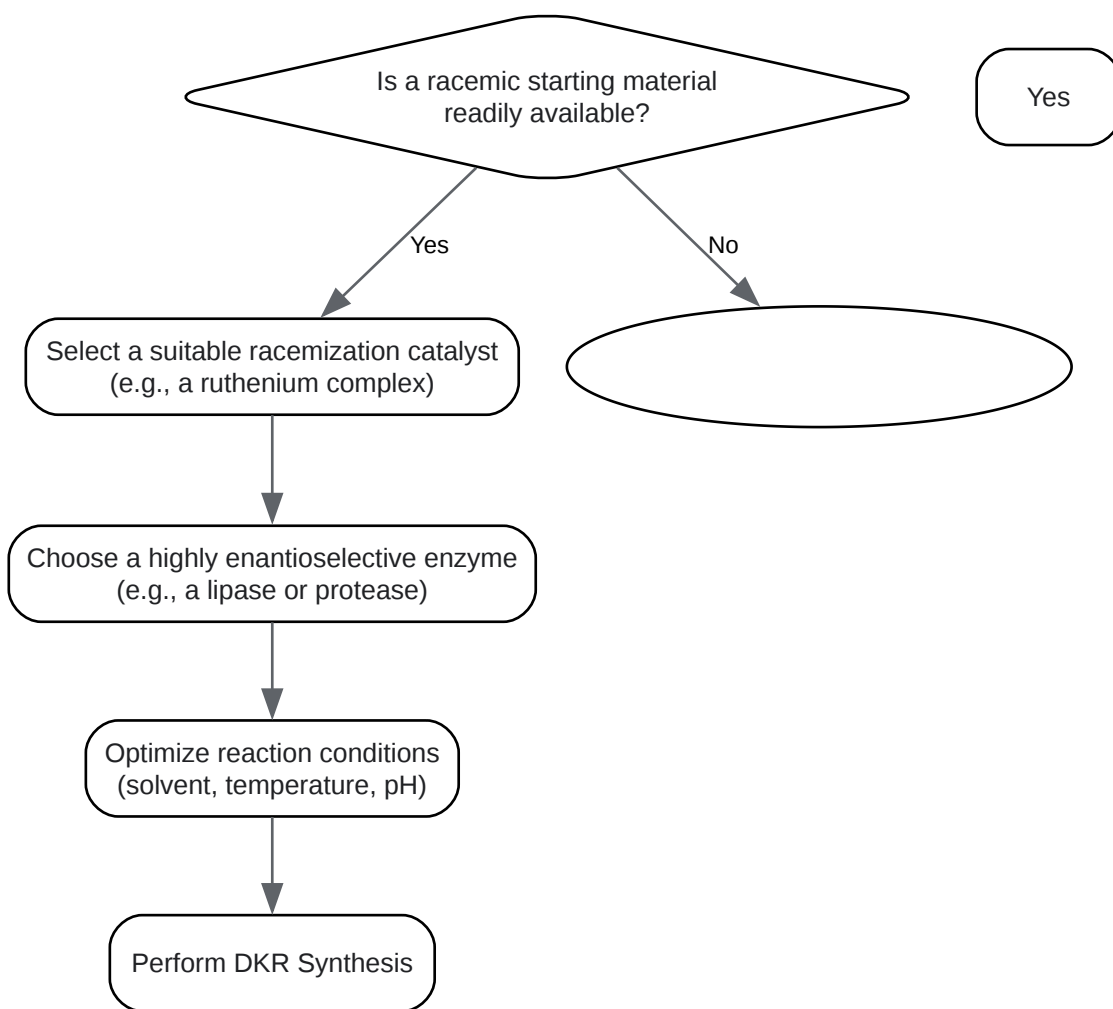 Is a racemic starting material
readily available?
Yes
Yes
No
Select a suitable racemization catalyst
(e.g., a ruthenium complex)
Choose a highly enantioselective enzyme
(e.g., a lipase or protease)
Optimize reaction conditions
(solvent, temperature, pH)
Perform DKR Synthesis